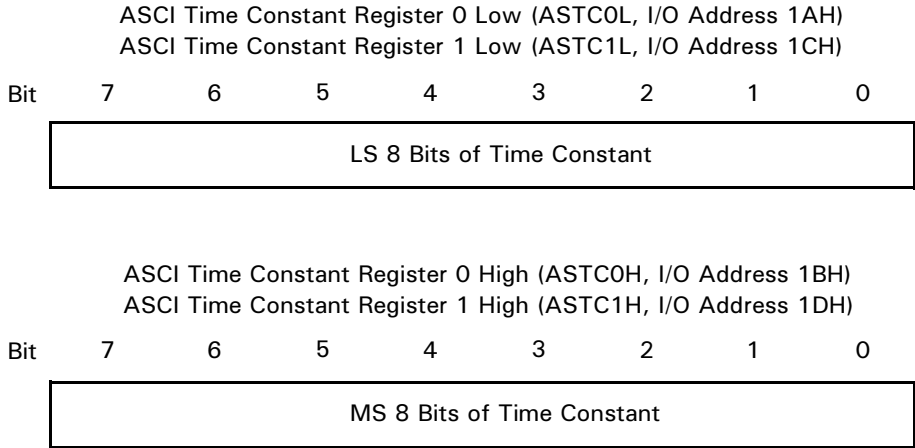 ASCI Time Constant Register 0 Low (ASTC0L, I/O Address 1AH)
ASCI Time Constant Register 1 Low (ASTC1L, I/O Address 1CH)
Bit 7 6 5 4 3 2 1 0
LS 8 Bits of Time Constant
ASCI Time Constant Register 0 High (ASTC0H, I/O Address 1BH)
ASCI Time Constant Register 1 High (ASTC1H, I/O Address 1DH)
Bit 7 6 5 4 3 2 1 0
MS 8 Bits of Time Constant